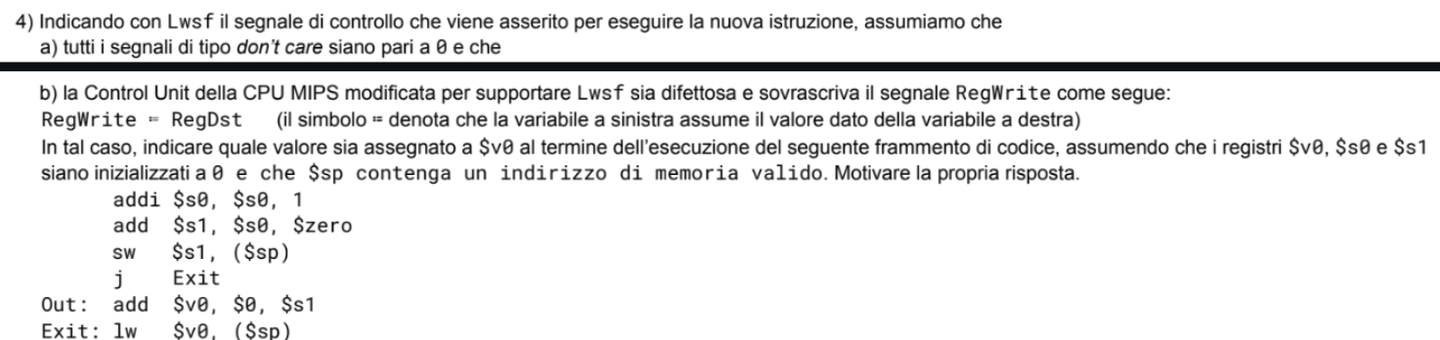 4) Indicando con Lwsf il segnale di controllo che viene asserito per eseguire la nuova istruzione, assumiamo che
a) tutti i segnali di tipo don't care siano pari a 0 e che
b) la Control Unit della CPU MIPS modificata per supportare Lwsf sia difettosa e sovrascriva il segnale RegWrite come segue:
RegWrite = RegDst (il simbolo = denota che la variabile a sinistra assume il valore dato della variabile a destra)
In tal caso, indicare quale valore sia assegnato a $v0 al termine dell'esecuzione del seguente frammento di codice, assumendo che i registri $v0, $s0 e $s1
siano inizializzati a 0 e che $sp contenga un indirizzo di memoria valido. Motivare la propria risposta.
addi $s0, $s0, 1
add $s1, $s0, $zero
sw $s1, ($sp)
j Exit
Out: add $v0, $0, $s1
Exit: lw $v0, ($sp)